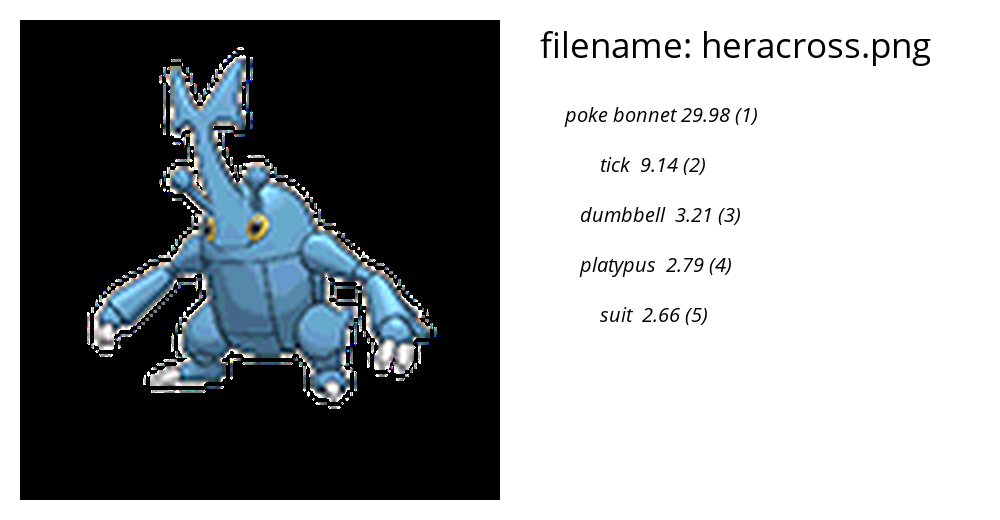 filename: heracross.png
poke bonnet 29.98 (1)
tick 9.14 (2)
dumbbell 3.21 (3)
platypus 2.79 (4)
suit 2.66 (5)